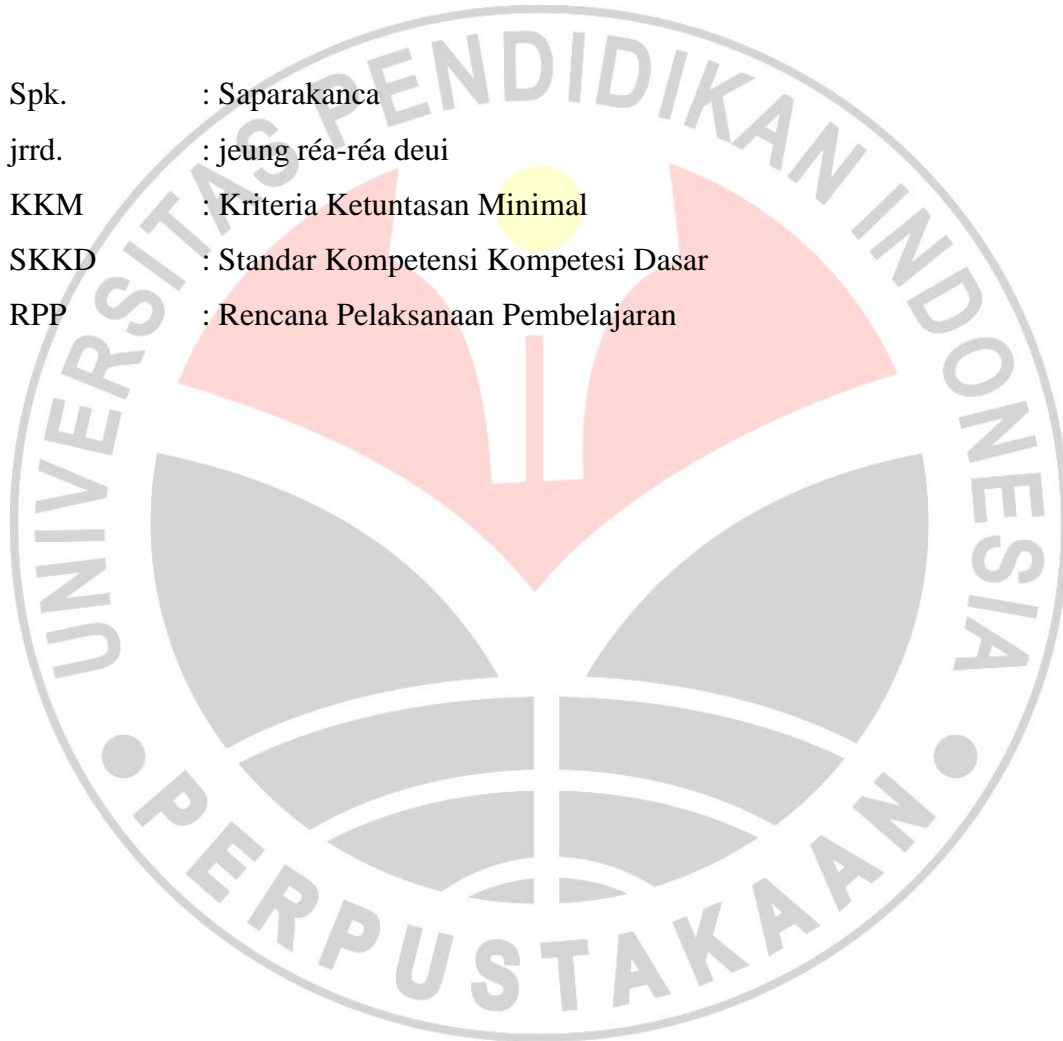 Spk. : Saparakanca
jrrd. : jeung réa-réa deui
KKM : Kriteria Ketuntasan Minimal
SKKD : Standar Kompetensi Kompetesi Dasar
RPP : Rencana Pelaksanaan Pembelajaran
UNIVERSITAS PENDIDIKAN INDONESIA
PERPUSTAKAAN